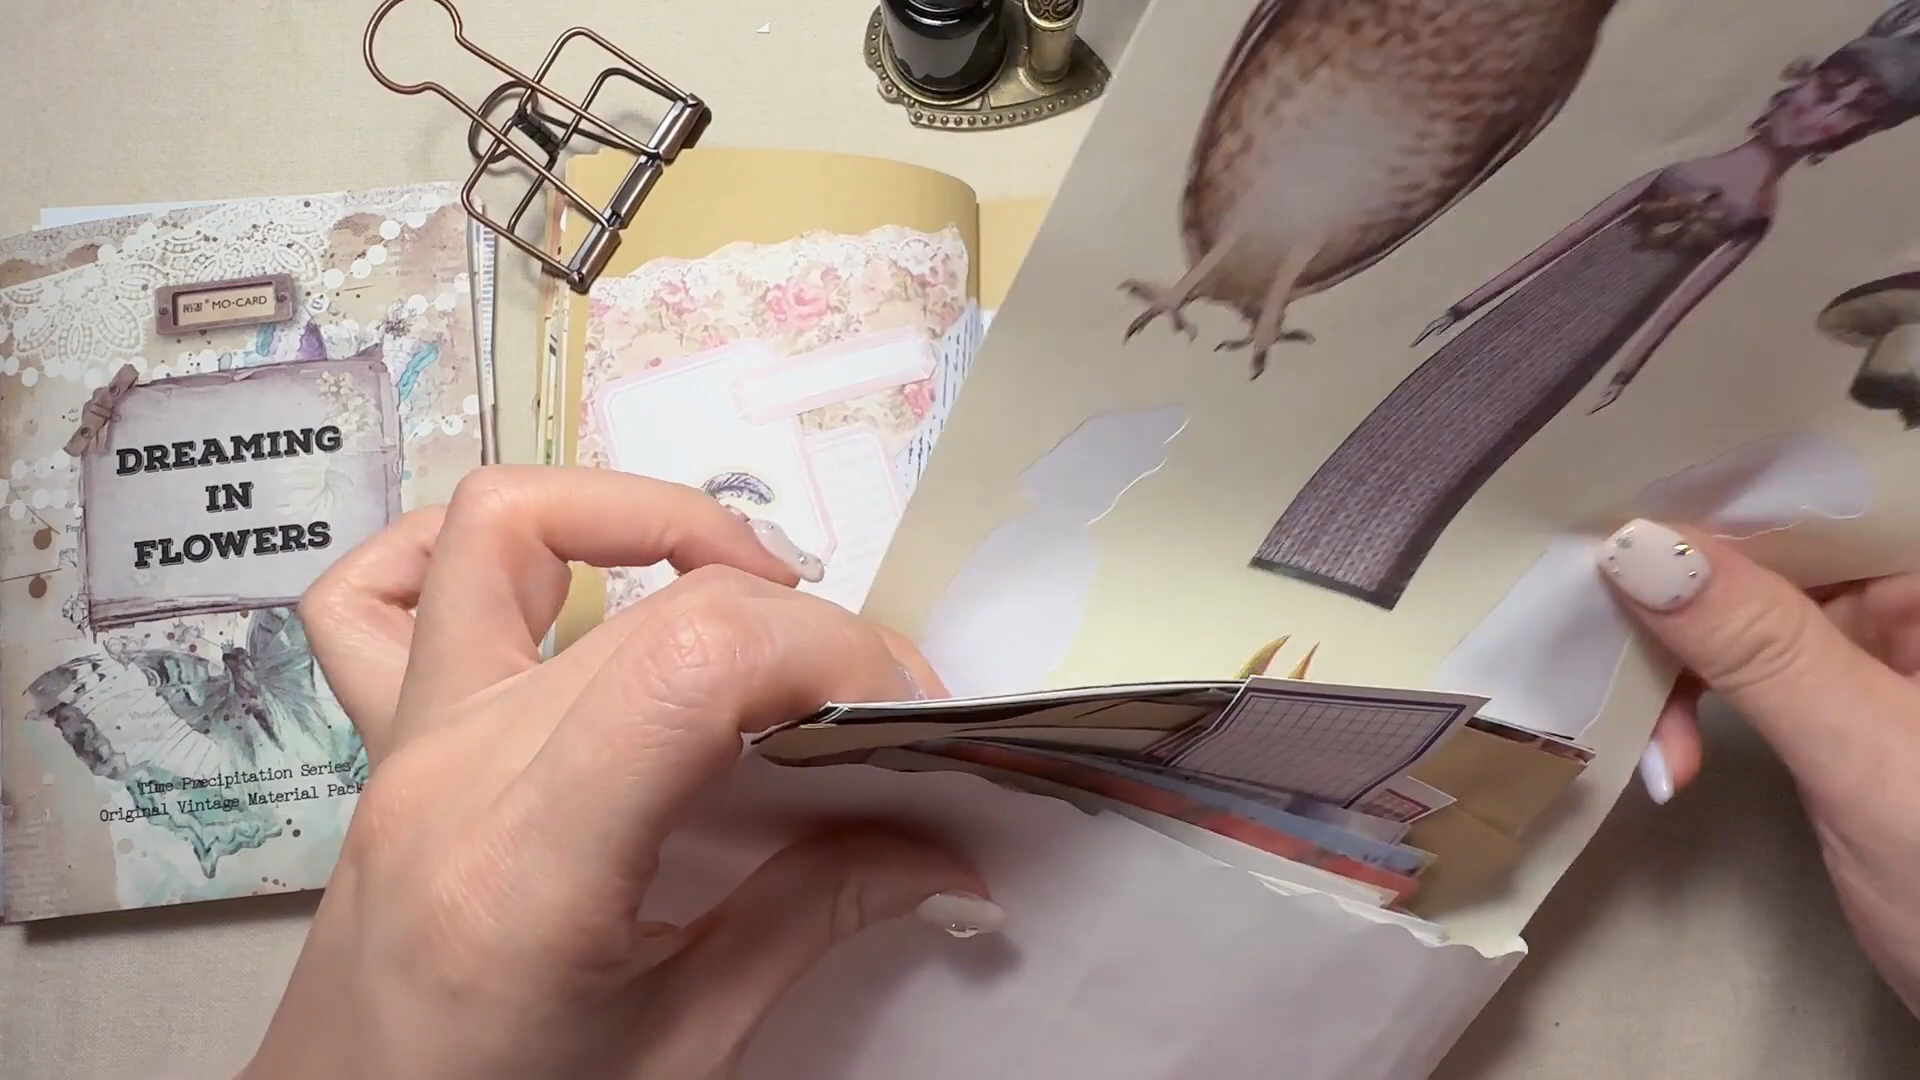 MO·CARD
DREAMING
IN
FLOWERS
Time Precipitation Series
Original Vintage Material Pack